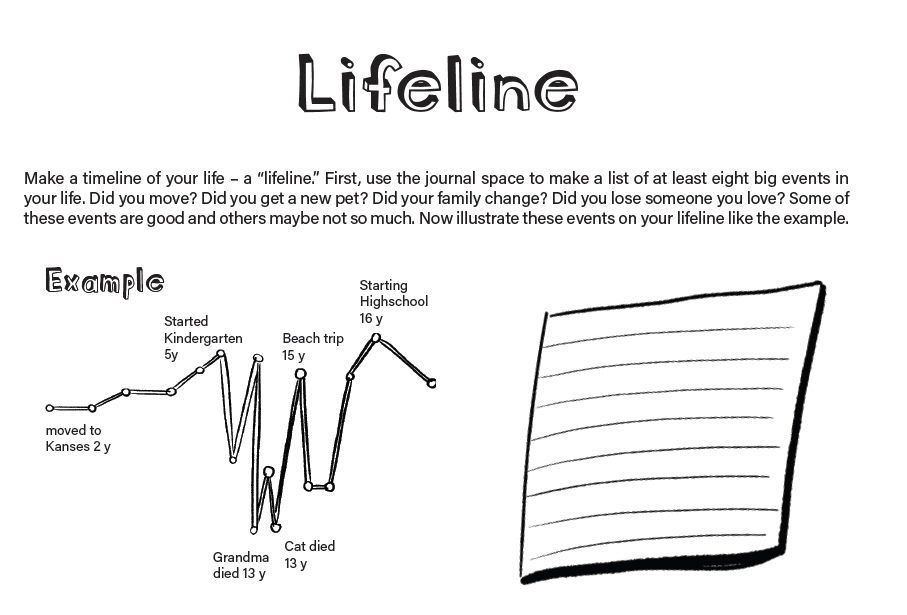 Lifeline
Make a timeline of your life – a “lifeline.” First, use the journal space to make a list of at least eight big events in
your life. Did you move? Did you get a new pet? Did your family change? Did you lose someone you love? Some of
these events are good and others maybe not so much. Now illustrate these events on your lifeline like the example.
Example
Starting
Highschool
16 y
Started
Kindergarten
5y
Beach trip
15 y
moved to
Kanses 2 y
Grandma
died 13 y
Cat died
13 y